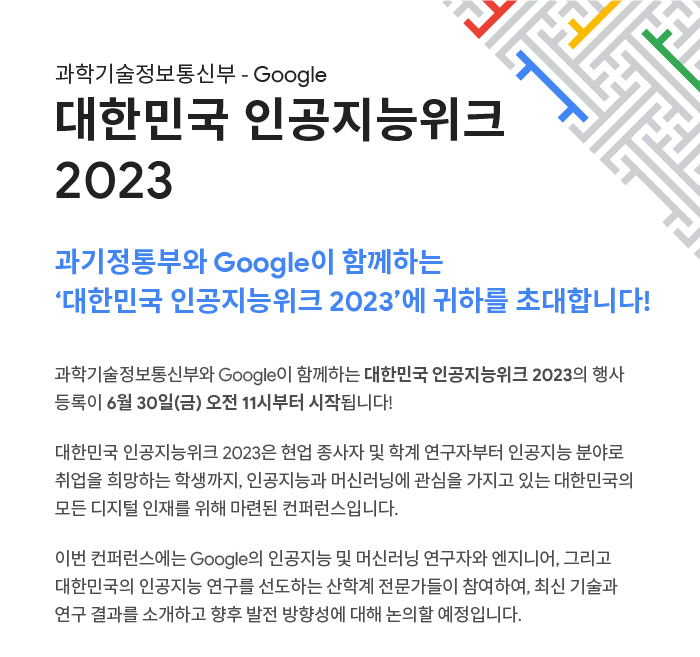 과학기술정보통신부 - Google
대한민국 인공지능위크
2023
과기정통부와 Google이 함께하는
‘대한민국 인공지능위크 2023’에 귀하를 초대합니다!
과학기술정보통신부와 Google이 함께하는 대한민국 인공지능위크 2023의 행사
등록이 6월 30일(금) 오전 11시부터 시작됩니다!
대한민국 인공지능위크 2023은 현업 종사자 및 학계 연구자부터 인공지능 분야로
취업을 희망하는 학생까지, 인공지능과 머신러닝에 관심을 가지고 있는 대한민국의
모든 디지털 인재를 위해 마련된 컨퍼런스입니다.
이번 컨퍼런스에는 Google의 인공지능 및 머신러닝 연구자와 엔지니어, 그리고
대한민국의 인공지능 연구를 선도하는 산학계 전문가들이 참여하여, 최신 기술과
연구 결과를 소개하고 향후 발전 방향성에 대해 논의할 예정입니다.